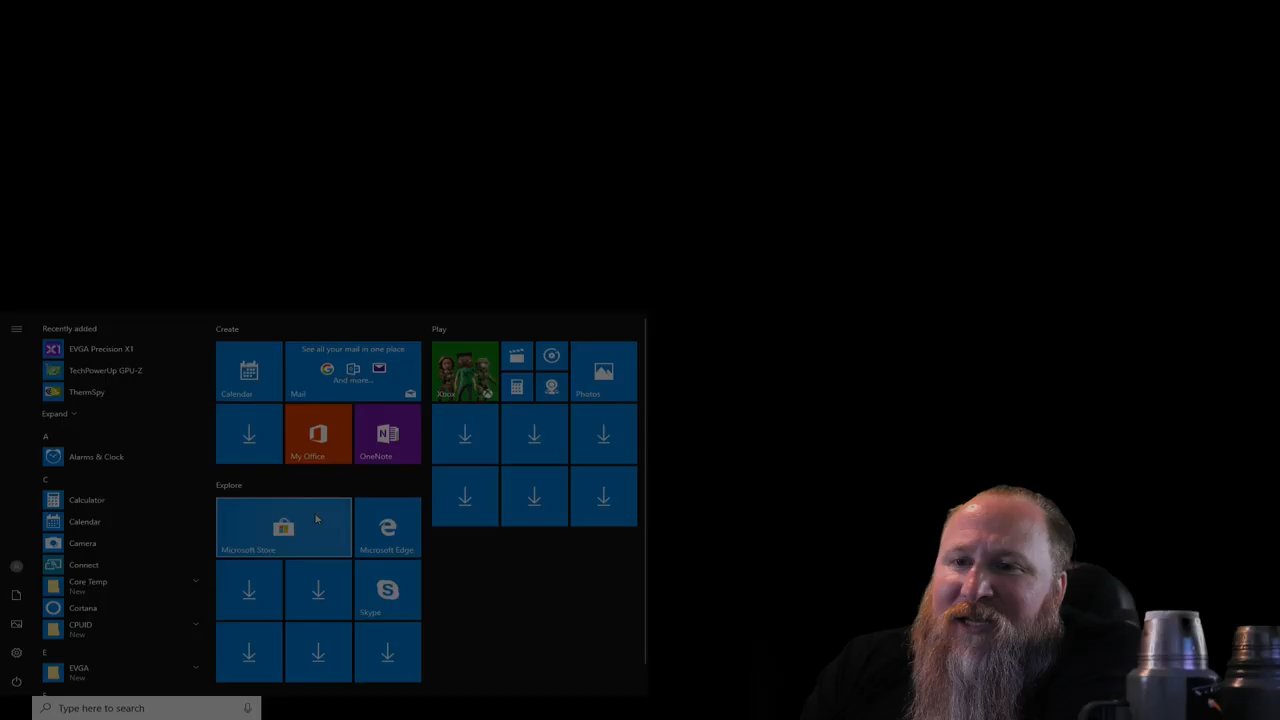 Recently added
EVGA Precision X1
TechPowerUp GPU-Z
ThermSpy
Expand
A
Alarms & Clock
C
Calculator
Calendar
Camera
Connect
Core Temp
New
Cortana
CPUID
New
E
EVGA
New
Create
Calendar
See all your mail in one place
And more...
Mail
My Office
OneNote
Explore
Microsoft Store
Microsoft Edge
Skype
Play
Xbox
Photos
Type here to search